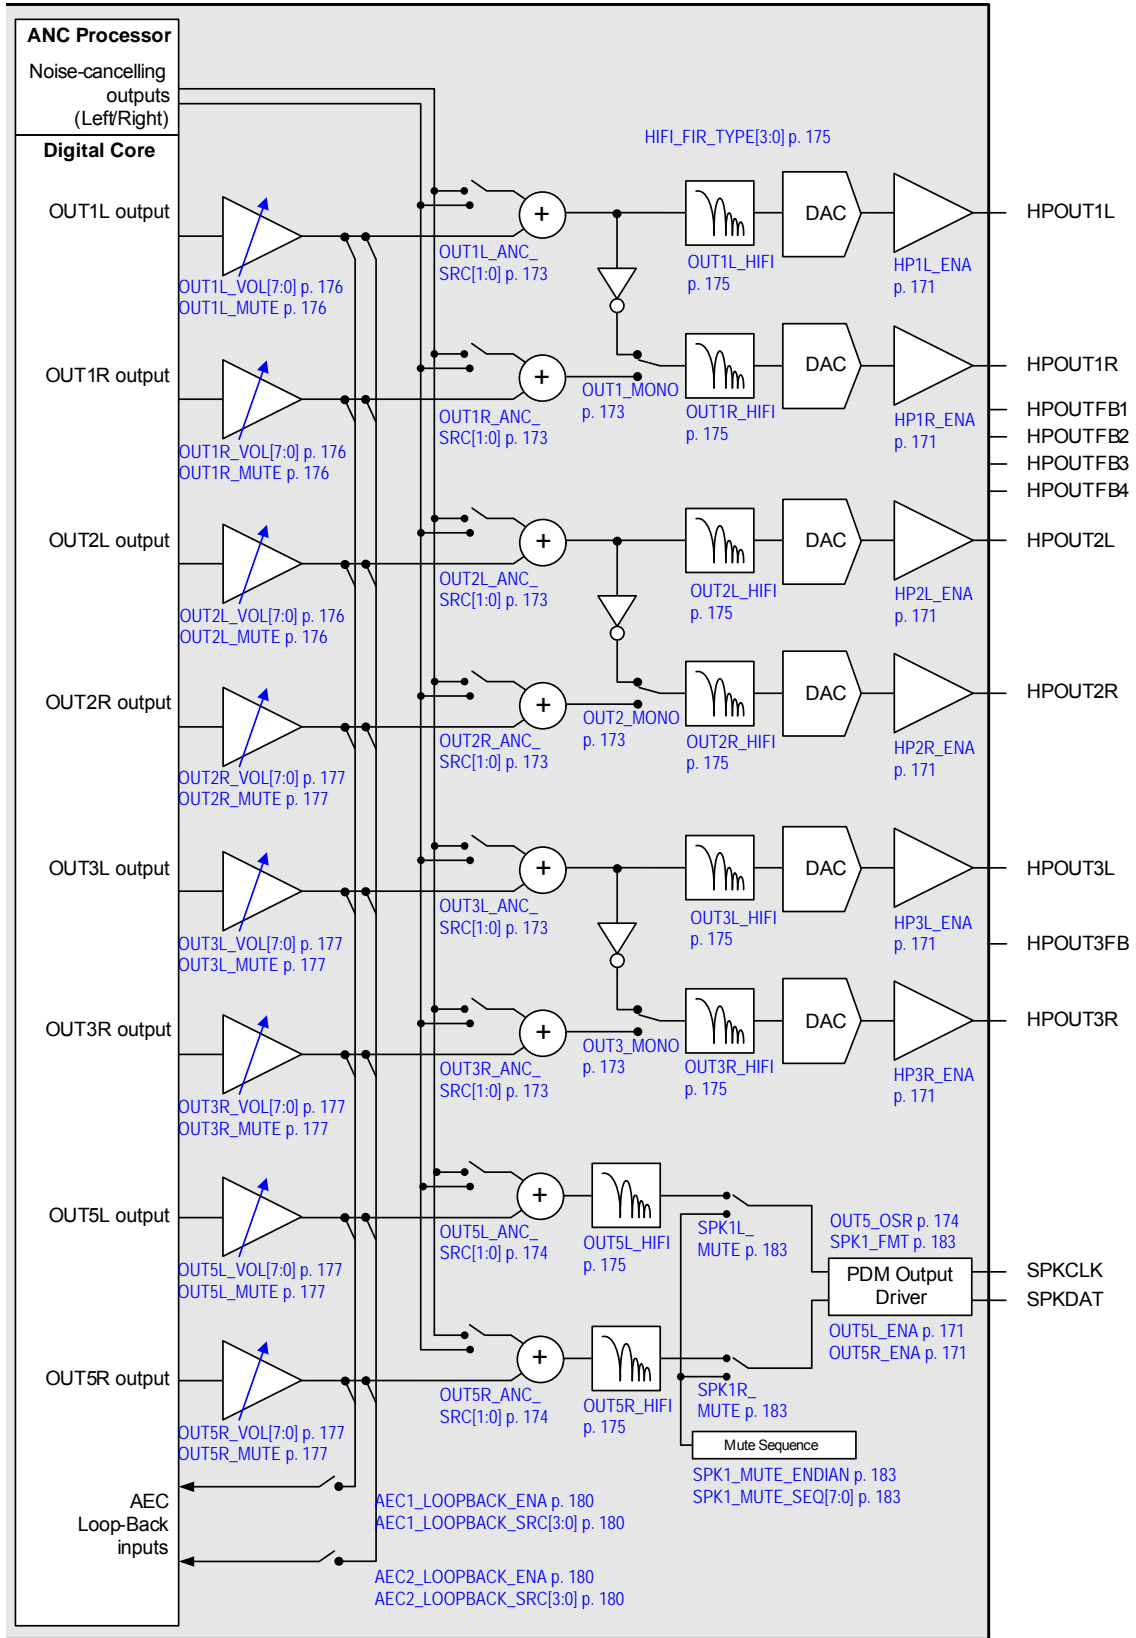 ANC Processor
Noise-cancelling
outputs
(Left/Right)
Digital Core
HIFI_FIR_TYPE[3:0] p. 175
OUT1L output
OUT1L_VOL[7:0] p. 176
OUT1L_MUTE p. 176
OUT1L_ANC_
SRC[1:0] p. 173
+
OUT1L_HIFI
p. 175
DAC
HP1L_ENA
p. 171
HPOUT1L
OUT1R output
OUT1R_VOL[7:0] p. 176
OUT1R_MUTE p. 176
OUT1R_ANC_
SRC[1:0] p. 173
+
OUT1_MONO
p. 173
OUT1R_HIFI
p. 175
DAC
HP1R_ENA
p. 171
HPOUT1R
HPOUTFB1
HPOUTFB2
HPOUTFB3
HPOUTFB4
OUT2L output
OUT2L_VOL[7:0] p. 176
OUT2L_MUTE p. 176
OUT2L_ANC_
SRC[1:0] p. 173
+
OUT2L_HIFI
p. 175
DAC
HP2L_ENA
p. 171
HPOUT2L
OUT2R output
OUT2R_VOL[7:0] p. 177
OUT2R_MUTE p. 177
OUT2R_ANC_
SRC[1:0] p. 173
+
OUT2_MONO
p. 173
OUT2R_HIFI
p. 175
DAC
HP2R_ENA
p. 171
HPOUT2R
OUT3L output
OUT3L_VOL[7:0] p. 177
OUT3L_MUTE p. 177
OUT3L_ANC_
SRC[1:0] p. 173
+
OUT3L_HIFI
p. 175
DAC
HP3L_ENA
p. 171
HPOUT3L
HPOUT3FB
OUT3R output
OUT3R_VOL[7:0] p. 177
OUT3R_MUTE p. 177
OUT3R_ANC_
SRC[1:0] p. 173
+
OUT3_MONO
p. 173
OUT3R_HIFI
p. 175
DAC
HP3R_ENA
p. 171
HPOUT3R
OUT5L output
OUT5L_VOL[7:0] p. 177
OUT5L_MUTE p. 177
OUT5L_ANC_
SRC[1:0] p. 174
+
OUT5L_HIFI
p. 175
SPK1L_
MUTE p. 183
OUT5_OSR p. 174
SPK1_FMT p. 183
PDM Output
Driver
OUT5L_ENA p. 171
OUT5R_ENA p. 171
SPKCLK
SPKDAT
OUT5R output
OUT5R_VOL[7:0] p. 177
OUT5R_MUTE p. 177
OUT5R_ANC_
SRC[1:0] p. 174
+
OUT5R_HIFI
p. 175
SPK1R_
MUTE p. 183
Mute Sequence
SPK1_MUTE_ENDIAN p. 183
SPK1_MUTE_SEQ[7:0] p. 183
AEC
Loop-Back
inputs
AEC1_LOOPBACK_ENA p. 180
AEC1_LOOPBACK_SRC[3:0] p. 180
AEC2_LOOPBACK_ENA p. 180
AEC2_LOOPBACK_SRC[3:0] p. 180